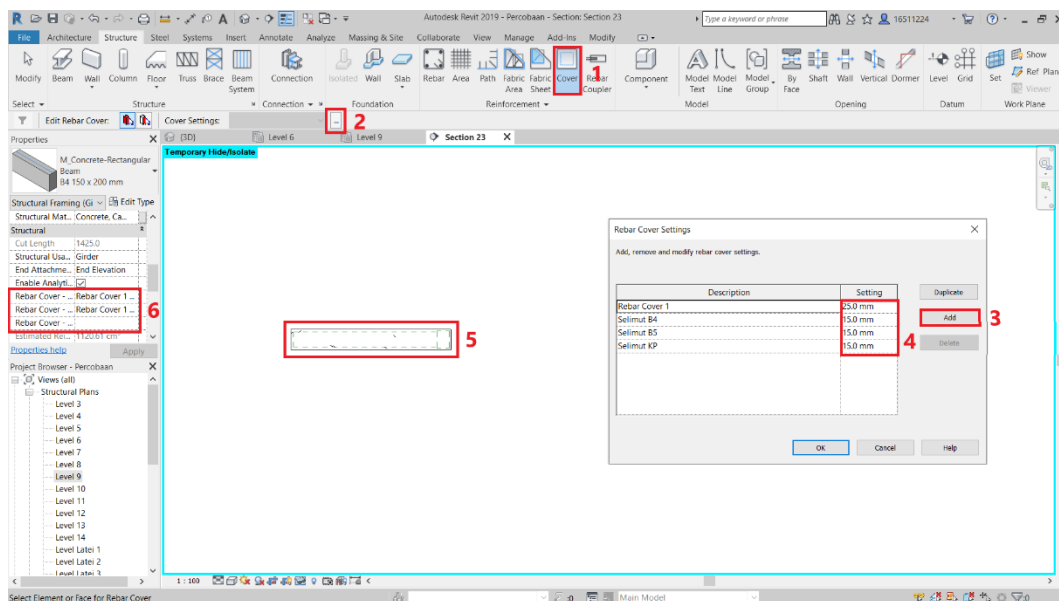 Autodesk Revit 2019 - Percobaan - Section: Section 23
Type a keyword or phrase
16511224
File Architecture Structure Steel Systems Insert Annotate Analyze Massing & Site Collaborate View Manage Add-Ins Modify
Modify Beam Wall Column Floor Truss Brace Beam System Connection Isolated Wall Slab Rebar Area Path Fabric Area Fabric Sheet Cover Rebar Coupler Component Model Text Model Line Model Group By Face Shaft Wall Vertical Dormer Level Grid Set Show Ref Plan Viewer
1
Select Structure Connection Foundation Reinforcement Model Opening Datum Work Plane
Edit Rebar Cover: Cover Settings: ... 2
Properties X
(3D) Level 6 Level 9 Section 23 X
Temporary Hide/Isolate
M_Concrete-Rectangular
Beam
B4 150 x 200 mm
Structural Framing (Gi Edit Type
Structural Mat... Concrete, Ca...
Structural
Cut Length 1425.0
Structural Usa... Girder
End Attachme... End Elevation
Enable Analyti...
Rebar Cover - ... Rebar Cover 1 ...
Rebar Cover - ... Rebar Cover 1 ...
Rebar Cover - ...
6
Estimated Rei... 1120.61 cm³
Properties help Apply
Project Browser - Percobaan X
Views (all)
Structural Plans
Level 3
Level 4
Level 5
Level 6
Level 7
Level 8
Level 9
Level 10
Level 11
Level 12
Level 13
Level 14
Level Latei 1
Level Latei 2
Level Latei 3
5
Rebar Cover Settings
Add, remove and modify rebar cover settings.
Description Setting
Rebar Cover 1 25.0 mm
Selimut B4 15.0 mm
Selimut B5 15.0 mm
Selimut KP 15.0 mm
4
Duplicate
Add 3
Delete
OK Cancel Help
1 : 100
Select Element or Face for Rebar Cover
:0 Main Model :0